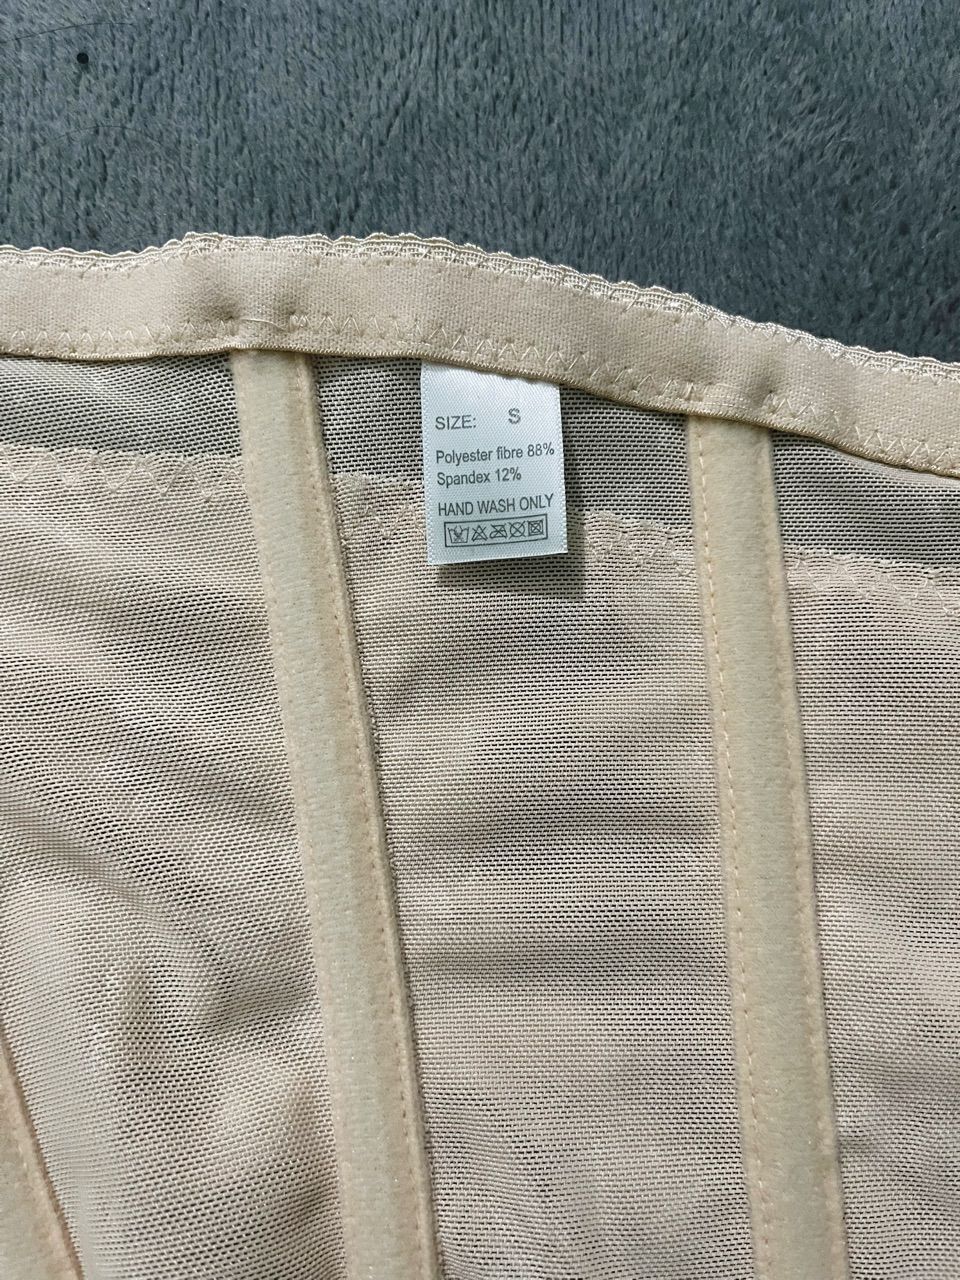 SIZE: S
Polyester fibre 88%
Spandex 12%
HAND WASH ONLY